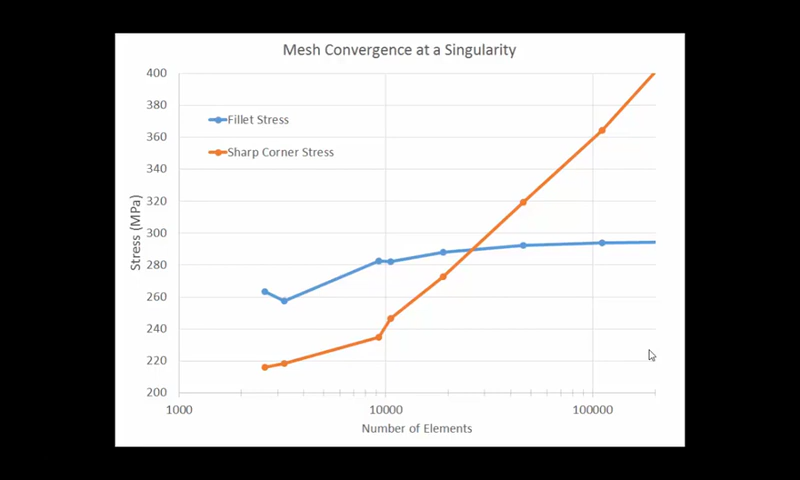 Mesh Convergence at a Singularity
400
380
360
340
320
300
280
260
240
220
200
Stress (MPa)
Fillet Stress
Sharp Corner Stress
1000 10000 100000
Number of Elements